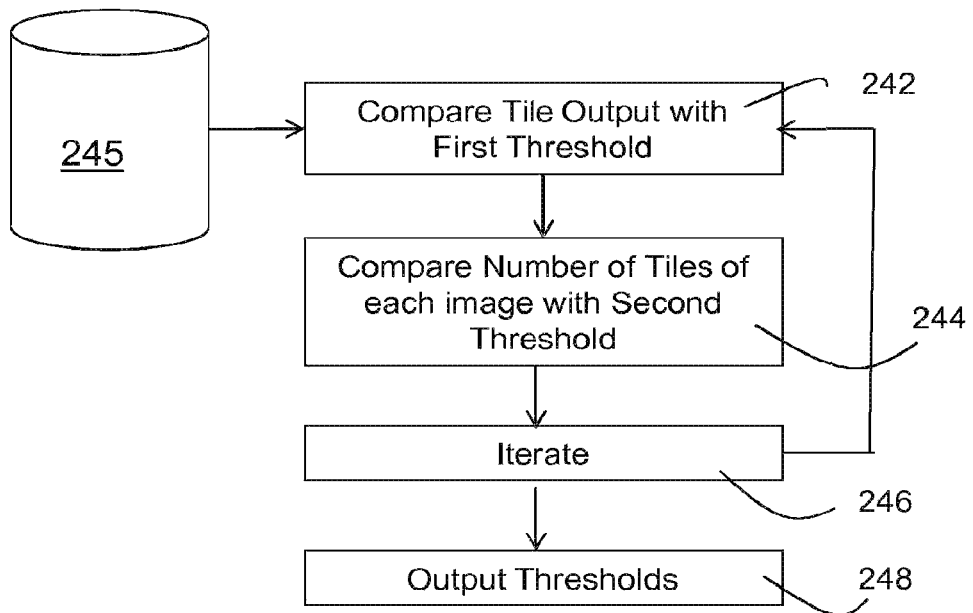 242
Compare Tile Output with
First Threshold
245
Compare Number of Tiles of
each image with Second
Threshold
244
Iterate
246
Output Thresholds
248